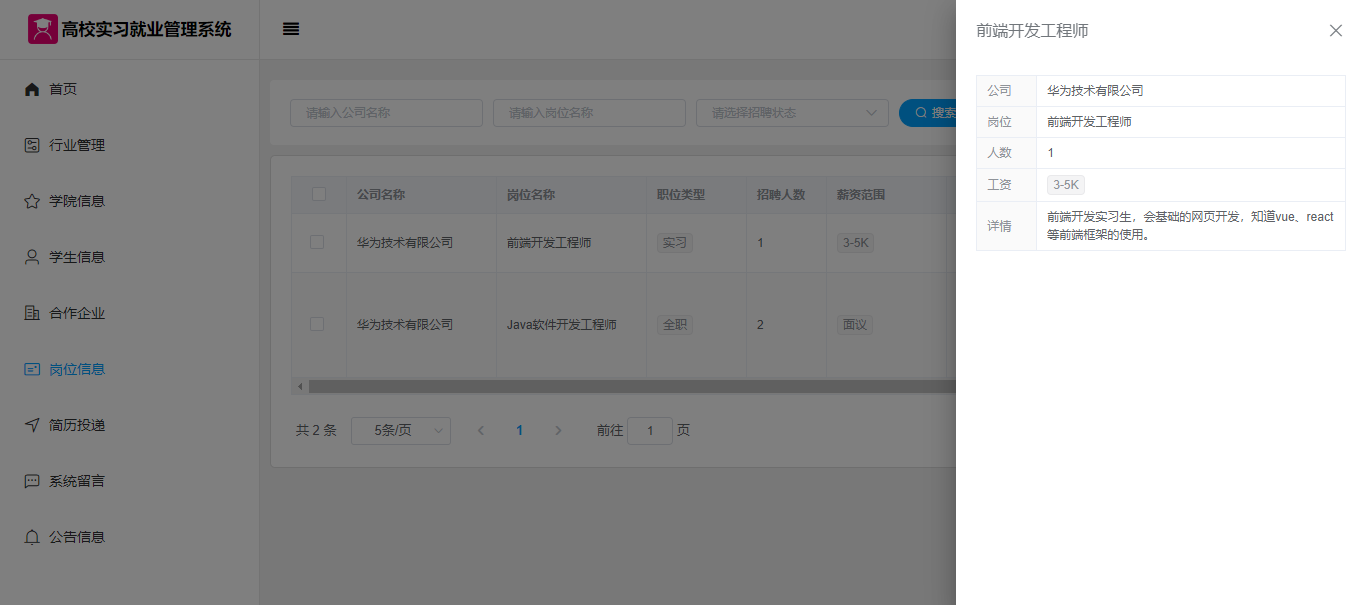 高校实习就业管理系统
首页
行业管理
学院信息
学生信息
合作企业
岗位信息
简历投递
系统留言
公告信息
请输入公司名称 请输入岗位名称 请选择招聘状态 搜索
公司名称 岗位名称 职位类型 招聘人数 薪资范围
华为技术有限公司 前端开发工程师 实习 1 3-5K
华为技术有限公司 Java软件开发工程师 全职 2 面议
共 2 条 5条/页 1 前往 1 页
前端开发工程师
公司 华为技术有限公司
岗位 前端开发工程师
人数 1
工资 3-5K
详情 前端开发实习生，会基础的网页开发，知道vue、react
等前端框架的使用。